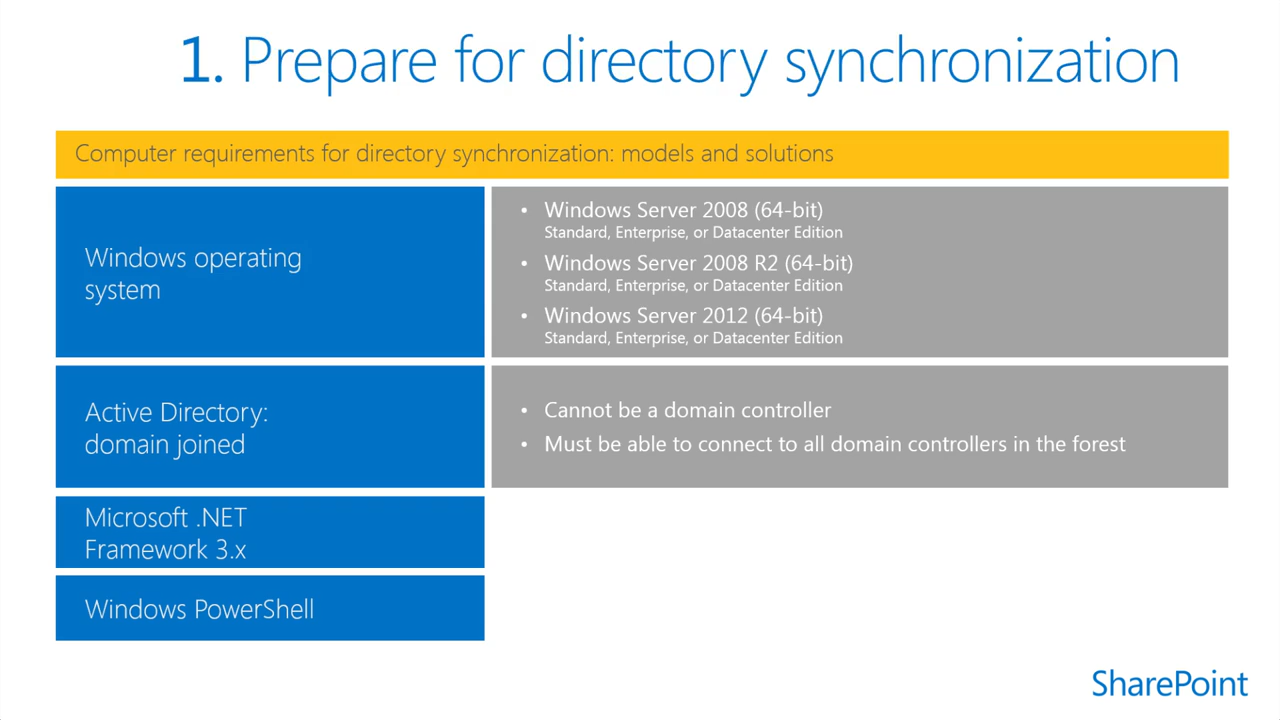 1. Prepare for directory synchronization
Computer requirements for directory synchronization: models and solutions
Windows operating
system
• Windows Server 2008 (64-bit)
Standard, Enterprise, or Datacenter Edition
• Windows Server 2008 R2 (64-bit)
Standard, Enterprise, or Datacenter Edition
• Windows Server 2012 (64-bit)
Standard, Enterprise, or Datacenter Edition
Active Directory:
domain joined
• Cannot be a domain controller
• Must be able to connect to all domain controllers in the forest
Microsoft .NET
Framework 3.x
Windows PowerShell
SharePoint